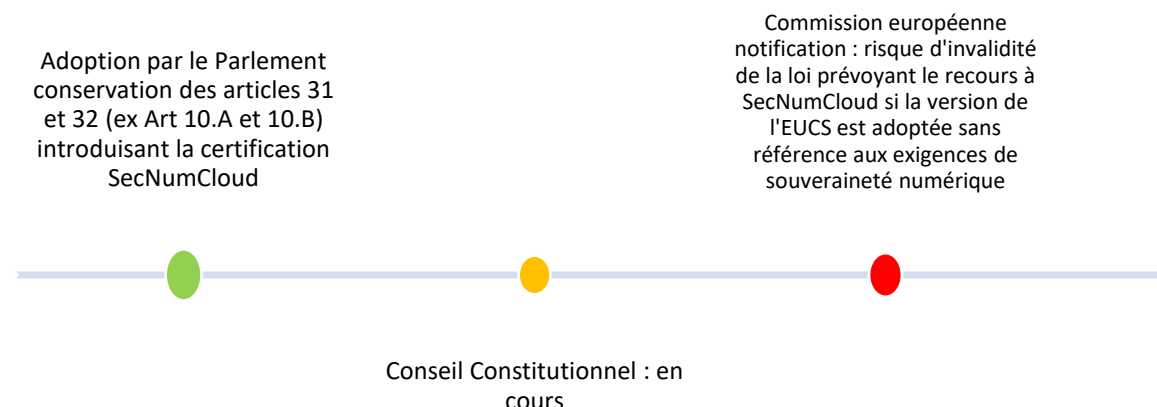 Adoption par le Parlement
conservation des articles 31
et 32 (ex Art 10.A et 10.B)
introduisant la certification
SecNumCloud
Conseil Constitutionnel : en
cours
Commission européenne
notification : risque d'invalidité
de la loi prévoyant le recours à
SecNumCloud si la version de
l'EUCS est adoptée sans
référence aux exigences de
souveraineté numérique